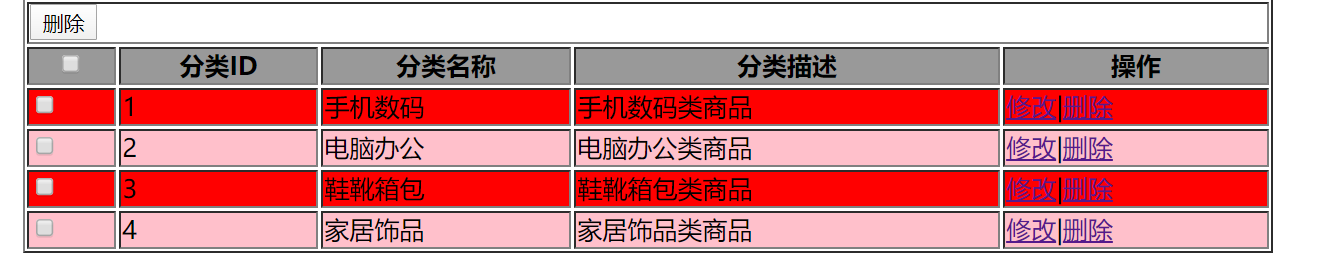 删除
分类ID 分类名称 分类描述 操作
1 手机数码 手机数码类商品 修改|删除
2 电脑办公 电脑办公类商品 修改|删除
3 鞋靴箱包 鞋靴箱包类商品 修改|删除
4 家居饰品 家居饰品类商品 修改|删除